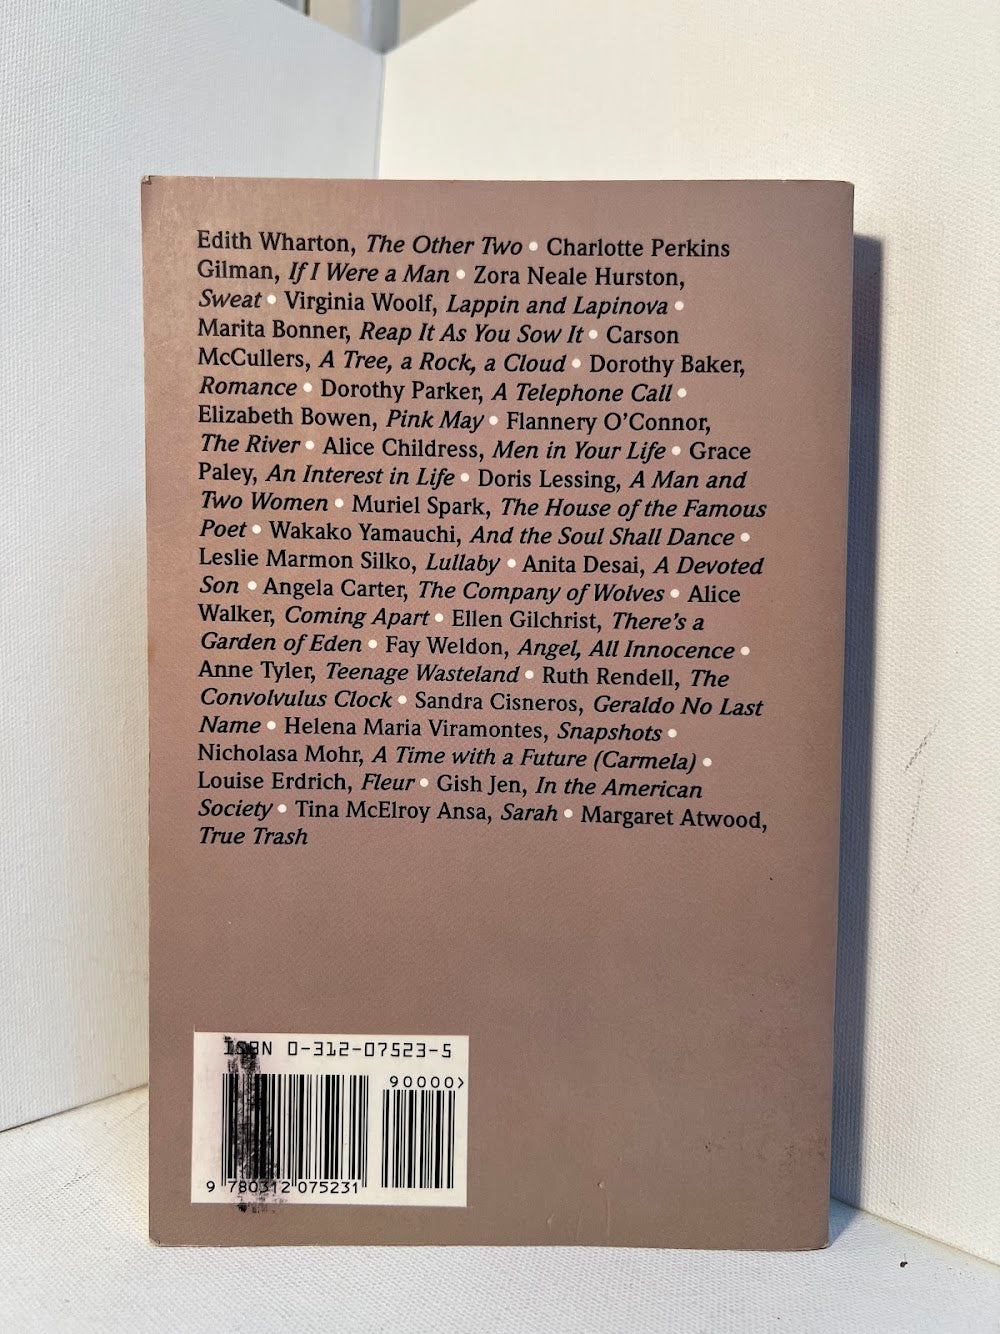 Edith Wharton, The Other Two • Charlotte Perkins
Gilman, If I Were a Man • Zora Neale Hurston,
Sweat • Virginia Woolf, Lappin and Lapinova •
Marita Bonner, Reap It As You Sow It • Carson
McCullers, A Tree, a Rock, a Cloud • Dorothy Baker,
Romance • Dorothy Parker, A Telephone Call •
Elizabeth Bowen, Pink May • Flannery O'Connor,
The River • Alice Childress, Men in Your Life • Grace
Paley, An Interest in Life • Doris Lessing, A Man and
Two Women • Muriel Spark, The House of the Famous
Poet • Wakako Yamauchi, And the Soul Shall Dance •
Leslie Marmon Silko, Lullaby • Anita Desai, A Devoted
Son • Angela Carter, The Company of Wolves • Alice
Walker, Coming Apart • Ellen Gilchrist, There's a
Garden of Eden • Fay Weldon, Angel, All Innocence •
Anne Tyler, Teenage Wasteland • Ruth Rendell, The
Convolvulus Clock • Sandra Cisneros, Geraldo No Last
Name • Helena Maria Viramontes, Snapshots •
Nicholasa Mohr, A Time with a Future (Carmela) •
Louise Erdrich, Fleur • Gish Jen, In the American
Society • Tina McElroy Ansa, Sarah • Margaret Atwood,
True Trash
ISBN 0-312-07523-5
90000>
9 780312 075231